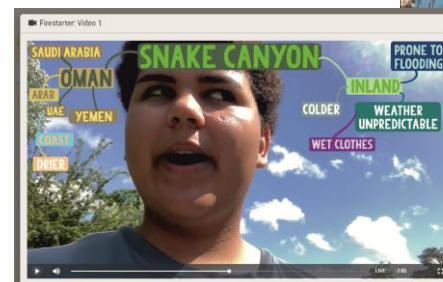 Firestarter: Video 1
SNAKE CANYON
SAUDI ARABIA
OMAN
ARAB
UAE
YEMEN
COAST
DRIER
PRONE TO
FLOODING
INLAND
COLDER
WEATHER
UNPREDICTABLE
WET CLOTHES
LIVE